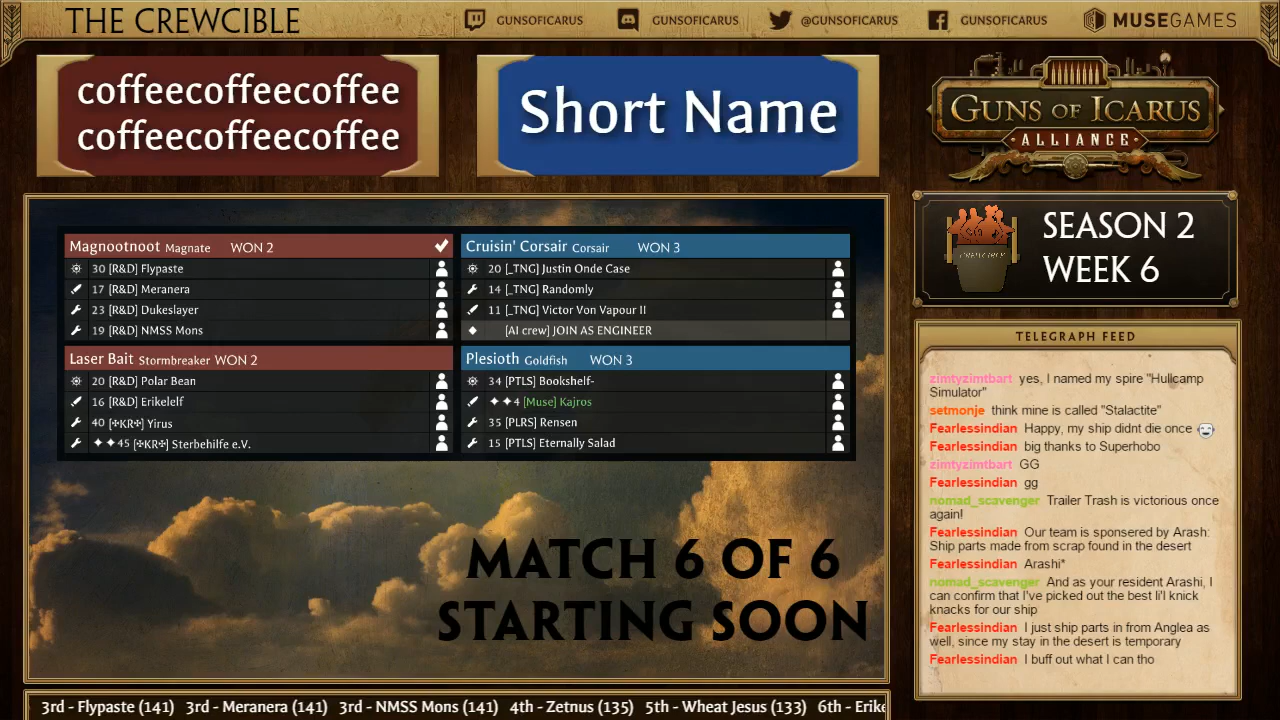 THE CREWCIBLE
GUNSOFICARUS
GUNSOFICARUS
@GUNSOFICARUS
GUNSOFICARUS
MUSEGAMES
coffeecoffeecoffee
coffeecoffeecoffee
Short Name
GUNS OF ICARUS
ALLIANCE
SEASON 2
WEEK 6
CREWCIBLE
Magnootnoot Magnate WON 2
30 [R&D] Flypaste
17 [R&D] Meranera
23 [R&D] Dukeslayer
19 [R&D] NMSS Mons
Cruisin' Corsair Corsair WON 3
20 [_TNG] Justin Onde Case
14 [_TNG] Randomly
11 [_TNG] Victor Von Vapour II
[AI crew] JOIN AS ENGINEER
Laser Bait Stormbreaker WON 2
20 [R&D] Polar Bean
16 [R&D] Erikelelf
40 [✣KR✣] Yirus
✦✦45 [✣KR✣] Sterbehilfe e.V.
Plesioth Goldfish WON 3
34 [PTLS] Bookshelf-
✦✦4 [Muse] Kajros
35 [PLRS] Rensen
15 [PTLS] Eternally Salad
MATCH 6 OF 6
STARTING SOON
TELEGRAPH FEED
zimtyzimtbart yes, I named my spire "Hullcamp
Simulator"
setmonje think mine is called "Stalactite"
Fearlessindian Happy, my ship didnt die once
Fearlessindian big thanks to Superhobo
zimtyzimtbart GG
Fearlessindian gg
nomad_scavenger Trailer Trash is victorious once
again!
Fearlessindian Our team is sponsered by Arash:
Ship parts made from scrap found in the desert
Fearlessindian Arashi*
nomad_scavenger And as your resident Arashi, I
can confirm that I've picked out the best li'l knick
knacks for our ship
Fearlessindian I just ship parts in from Anglea as
well, since my stay in the desert is temporary
Fearlessindian I buff out what I can tho
3rd - Flypaste (141) 3rd - Meranera (141) 3rd - NMSS Mons (141) 4th - Zetnus (135) 5th - Wheat Jesus (133) 6th - Erike